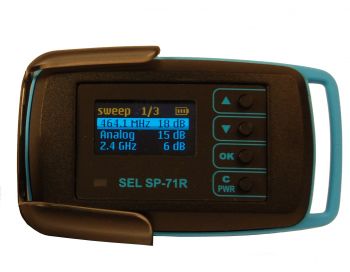 sweep 1/3
464.1 MHz 18 dB
Analog 15 dB
2.4 GHz 6 dB
OK
C
PWR
SEL SP-71R